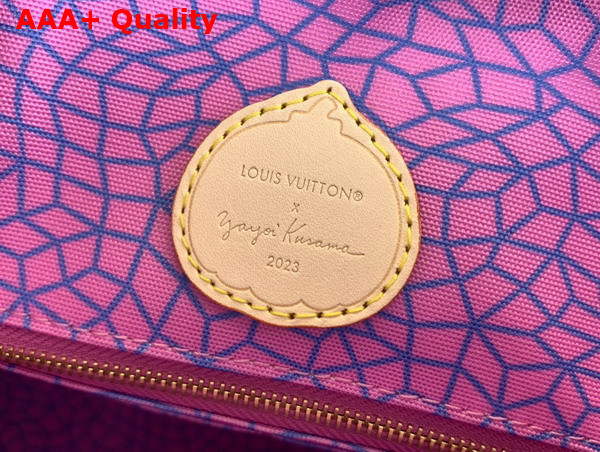 AAA+ Quality
LOUIS VUITTON®
x
Yayoi Kusama
2023